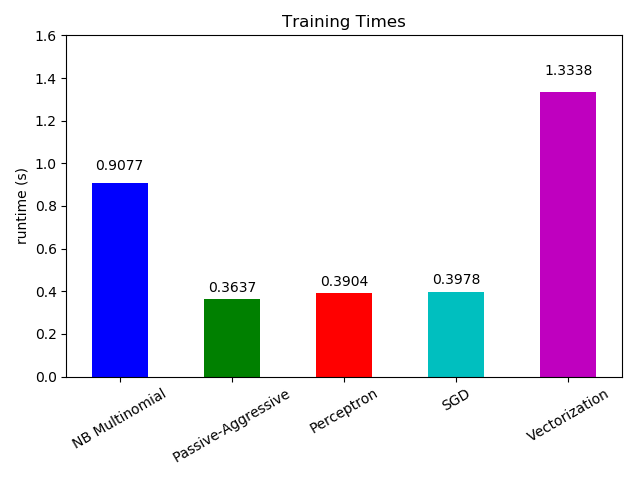 Training Times
1.6
1.4
1.2
1.0
0.8
0.6
0.4
0.2
0.0
runtime (s)
0.9077
0.3637
0.3904
0.3978
1.3338
NB Multinomial
Passive-Aggressive
Perceptron
SGD
Vectorization